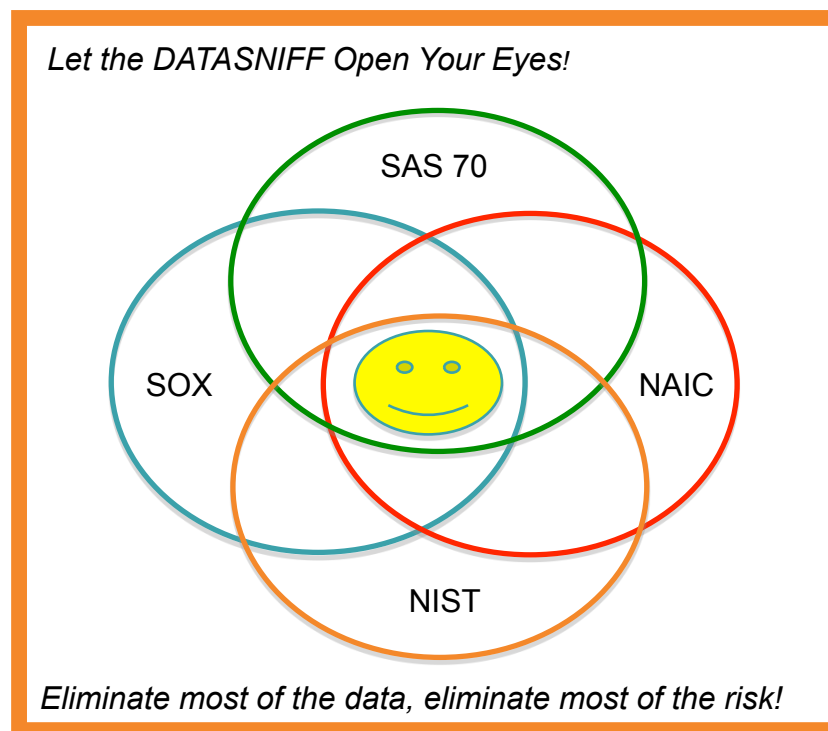 Let the DATASNIFF Open Your Eyes!
SAS 70
SOX
NAIC
NIST
Eliminate most of the data, eliminate most of the risk!